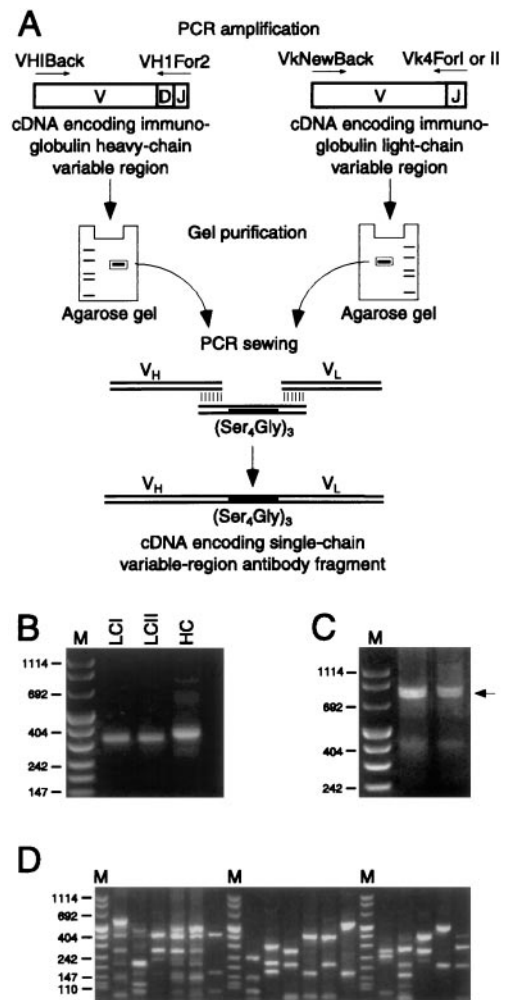 A
PCR amplification
VHIBack VH1For2 VkNewBack Vk4ForI or II
V D J V J
cDNA encoding immuno-
globulin heavy-chain
variable region
cDNA encoding immuno-
globulin light-chain
variable region
Gel purification
Agarose gel Agarose gel
PCR sewing
VH VL
(Ser4Gly)3
VH VL
(Ser4Gly)3
cDNA encoding single-chain
variable-region antibody fragment
B
M LCI LCII HC
1114
692
404
242
147
C
M
1114
692
404
242
D
M M M
1114
692
404
242
147
110